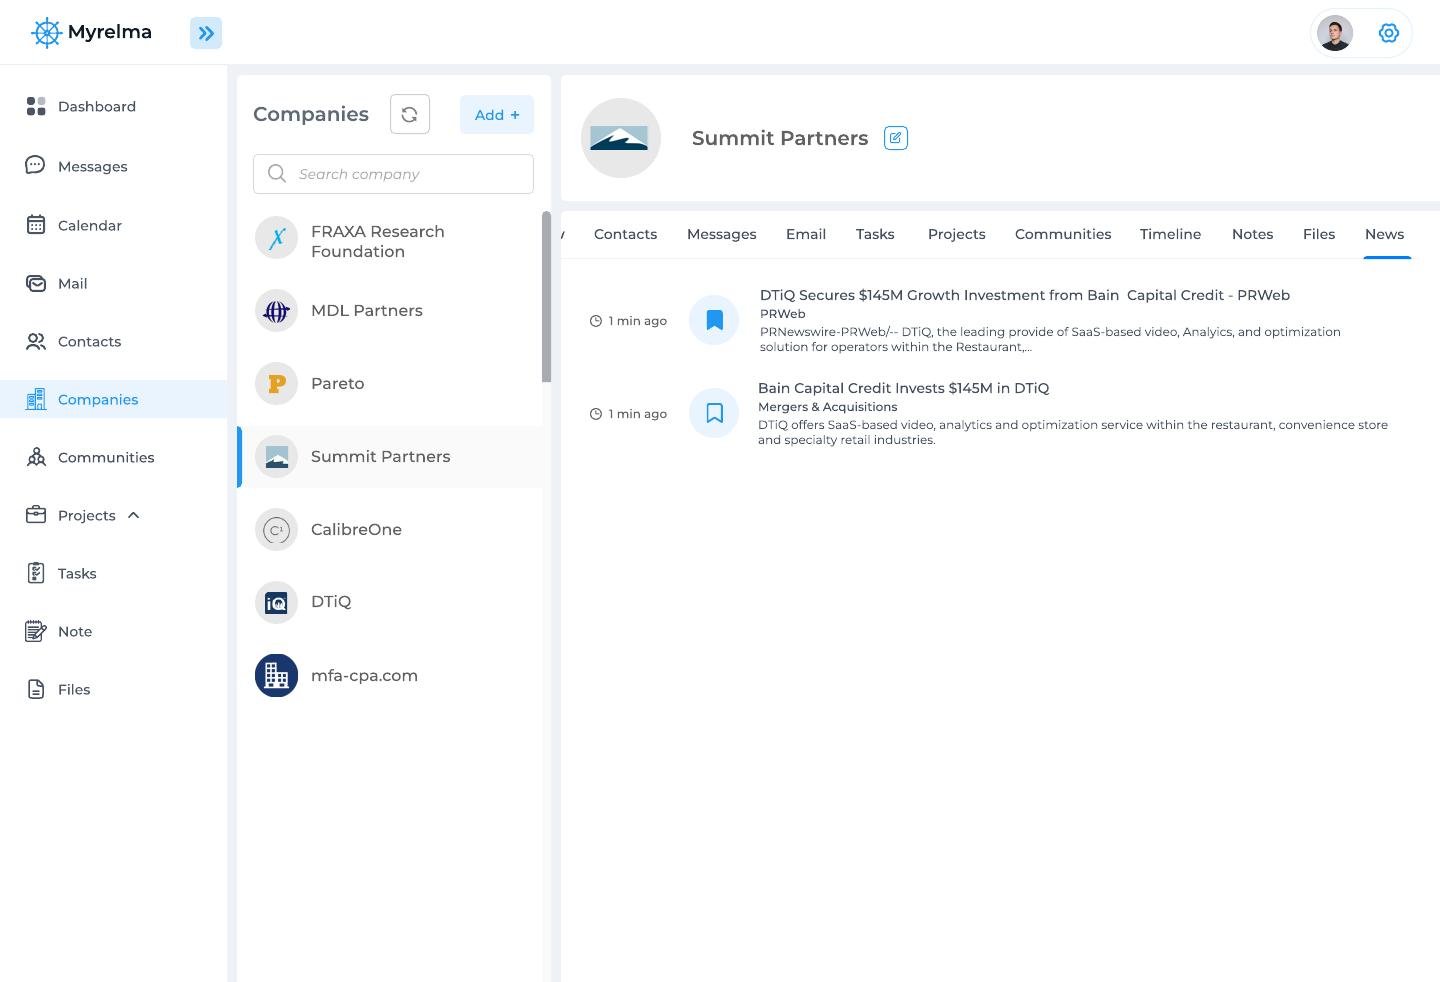 Myrelma
Dashboard
Messages
Calendar
Mail
Contacts
Companies
Communities
Projects
Tasks
Note
Files
Companies
Add +
Search company
FRAXA Research
Foundation
MDL Partners
P
Pareto
Summit Partners
C¹
CalibreOne
iQ
DTiQ
mfa-cpa.com
Summit Partners
Contacts Messages Email Tasks Projects Communities Timeline Notes Files News
1 min ago
DTiQ Secures $145M Growth Investment from Bain  Capital Credit - PRWeb
PRWeb
PRNewswire-PRWeb/-- DTiQ, the leading provide of SaaS-based video, Analyics, and optimization
solution for operators within the Restaurant,...
1 min ago
Bain Capital Credit Invests $145M in DTiQ
Mergers & Acquisitions
DTiQ offers SaaS-based video, analytics and optimization service within the restaurant, convenience store
and specialty retail industries.